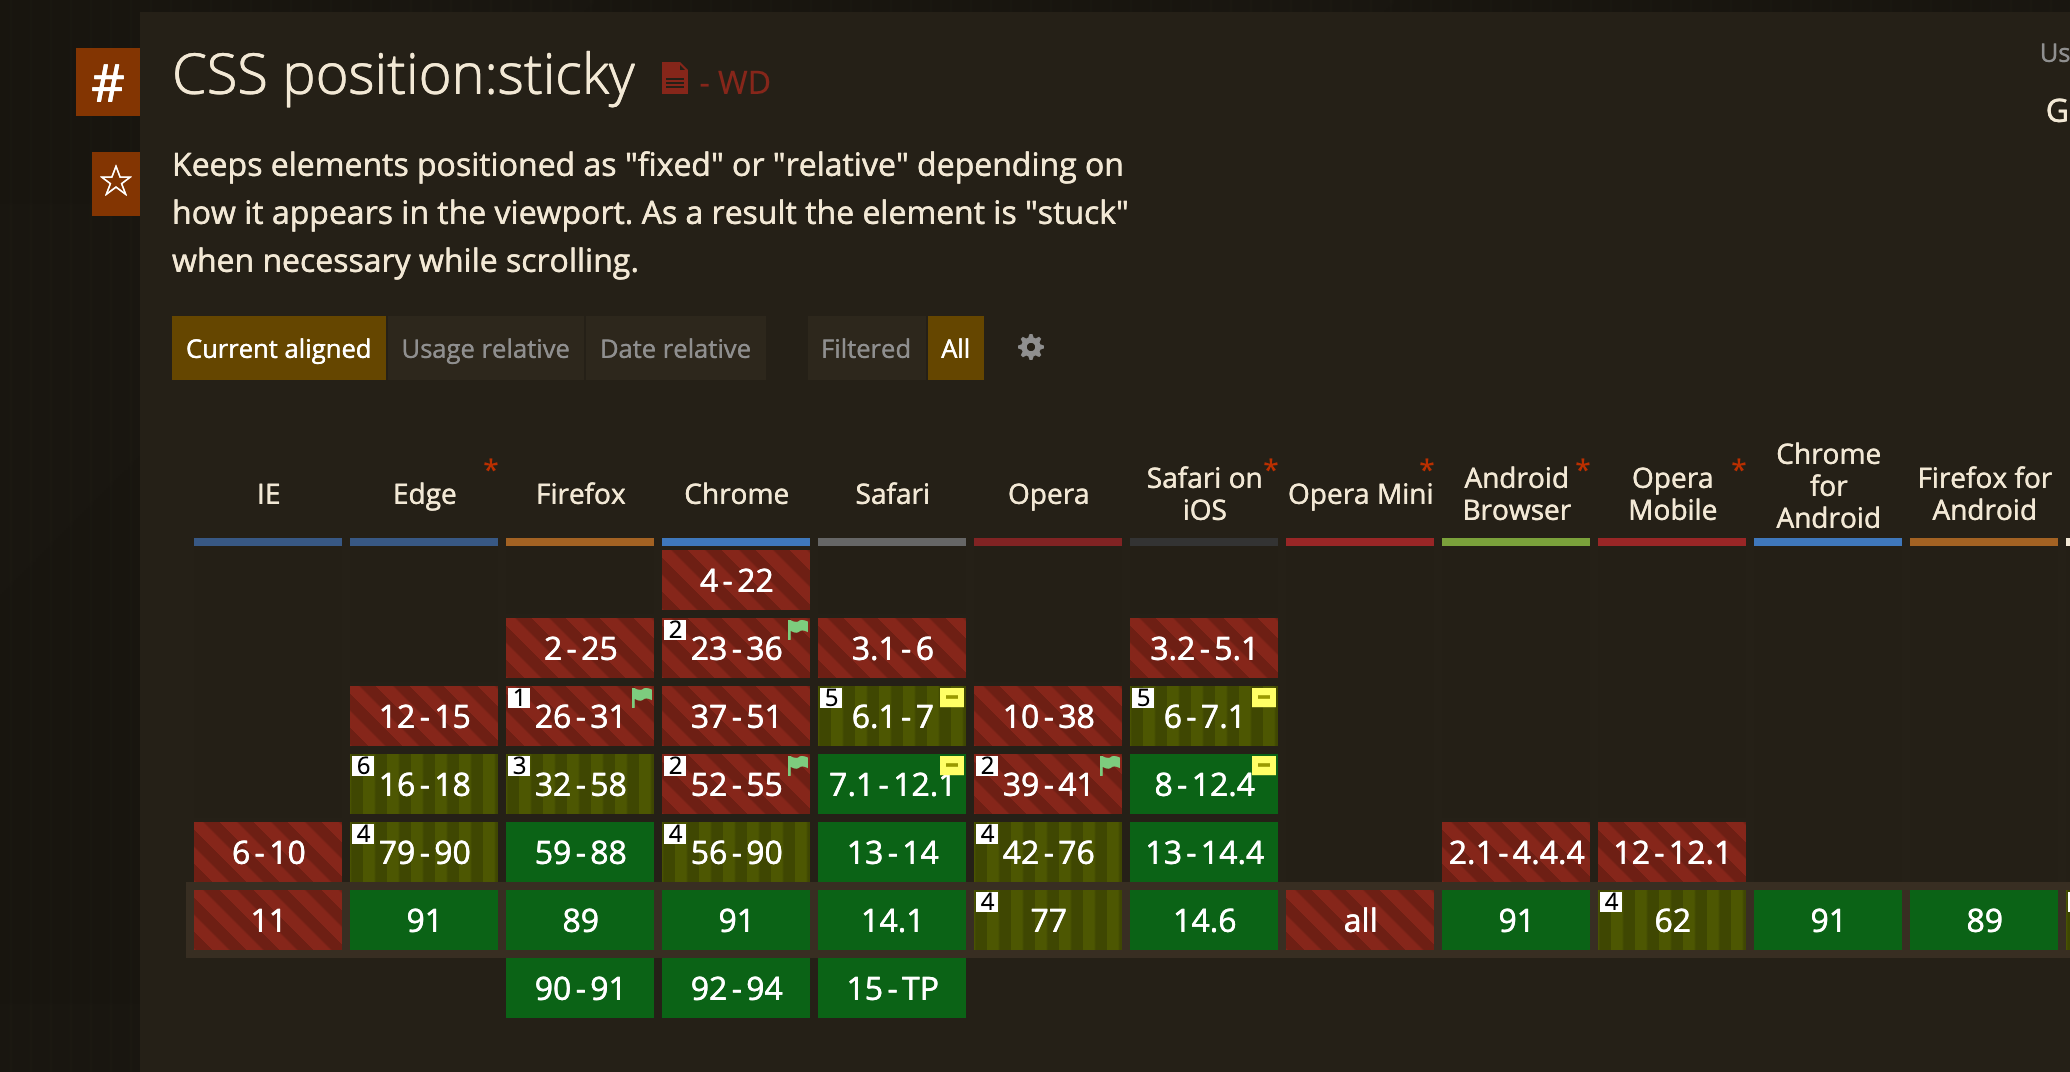 #
CSS position:sticky - WD
Us
G
Keeps elements positioned as "fixed" or "relative" depending on
how it appears in the viewport. As a result the element is "stuck"
when necessary while scrolling.
Current aligned Usage relative Date relative Filtered All
IE Edge * Firefox Chrome Safari Opera Safari on iOS * Opera Mini * Android Browser * Opera Mobile * Chrome for Android Firefox for Android
4-22
2-25 2 23-36 3.1-6 3.2-5.1
12-15 1 26-31 37-51 5 6.1-7 10-38 5 6-7.1
6 16-18 3 32-58 2 52-55 7.1-12.1 2 39-41 8-12.4
6-10 4 79-90 59-88 4 56-90 13-14 4 42-76 13-14.4 2.1-4.4.4 12-12.1
11 91 89 91 14.1 4 77 14.6 all 91 4 62 91 89
90-91 92-94 15-TP